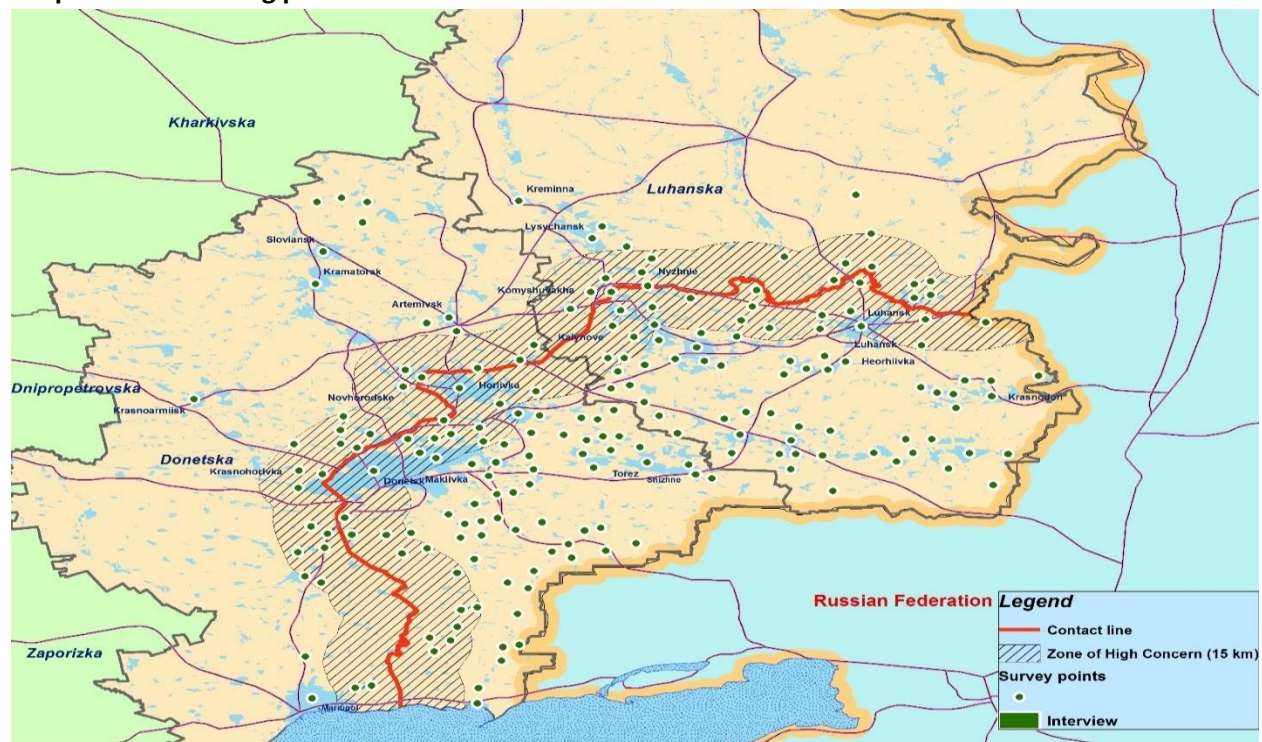 Kharkivska
Luhanska
Kreminna
Lysychansk
Sloviansk
Kramatorsk
Nyzhnie
Komyshuvakha
Artemivsk
Luhansk
Kalynove
Luhansk
Heorhiivka
Dnipropetrovska
Horlivka
Novhorodske
Krasnodon
Krasnoarmiisk
Donetska
Krasnohorivka
Donetsk
Makiivka
Torez
Snizhne
Russian Federation
Legend
Contact line
Zone of High Concern (15 km)
Survey points
Interview
Zaporizka
Mariupol